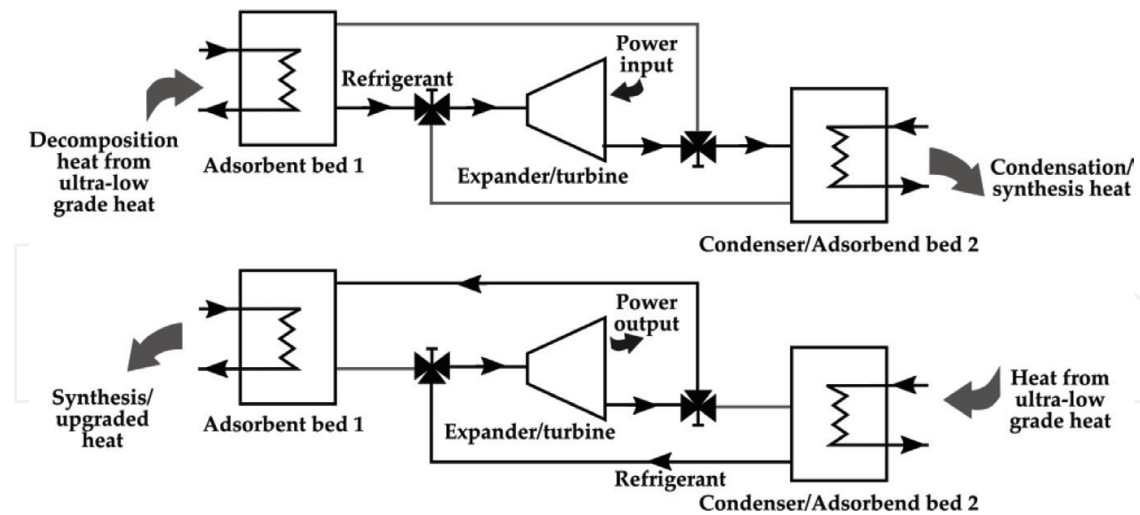 Power
input
Refrigerant
Decomposition
heat from
ultra-low
grade heat
Adsorbent bed 1
Expander/turbine
Condensation/
synthesis heat
Condenser/Adsorbend bed 2
Power
output
Synthesis/
upgraded
heat
Adsorbent bed 1
Expander/turbine
Heat from
ultra-low
grade heat
Refrigerant
Condenser/Adsorbend bed 2